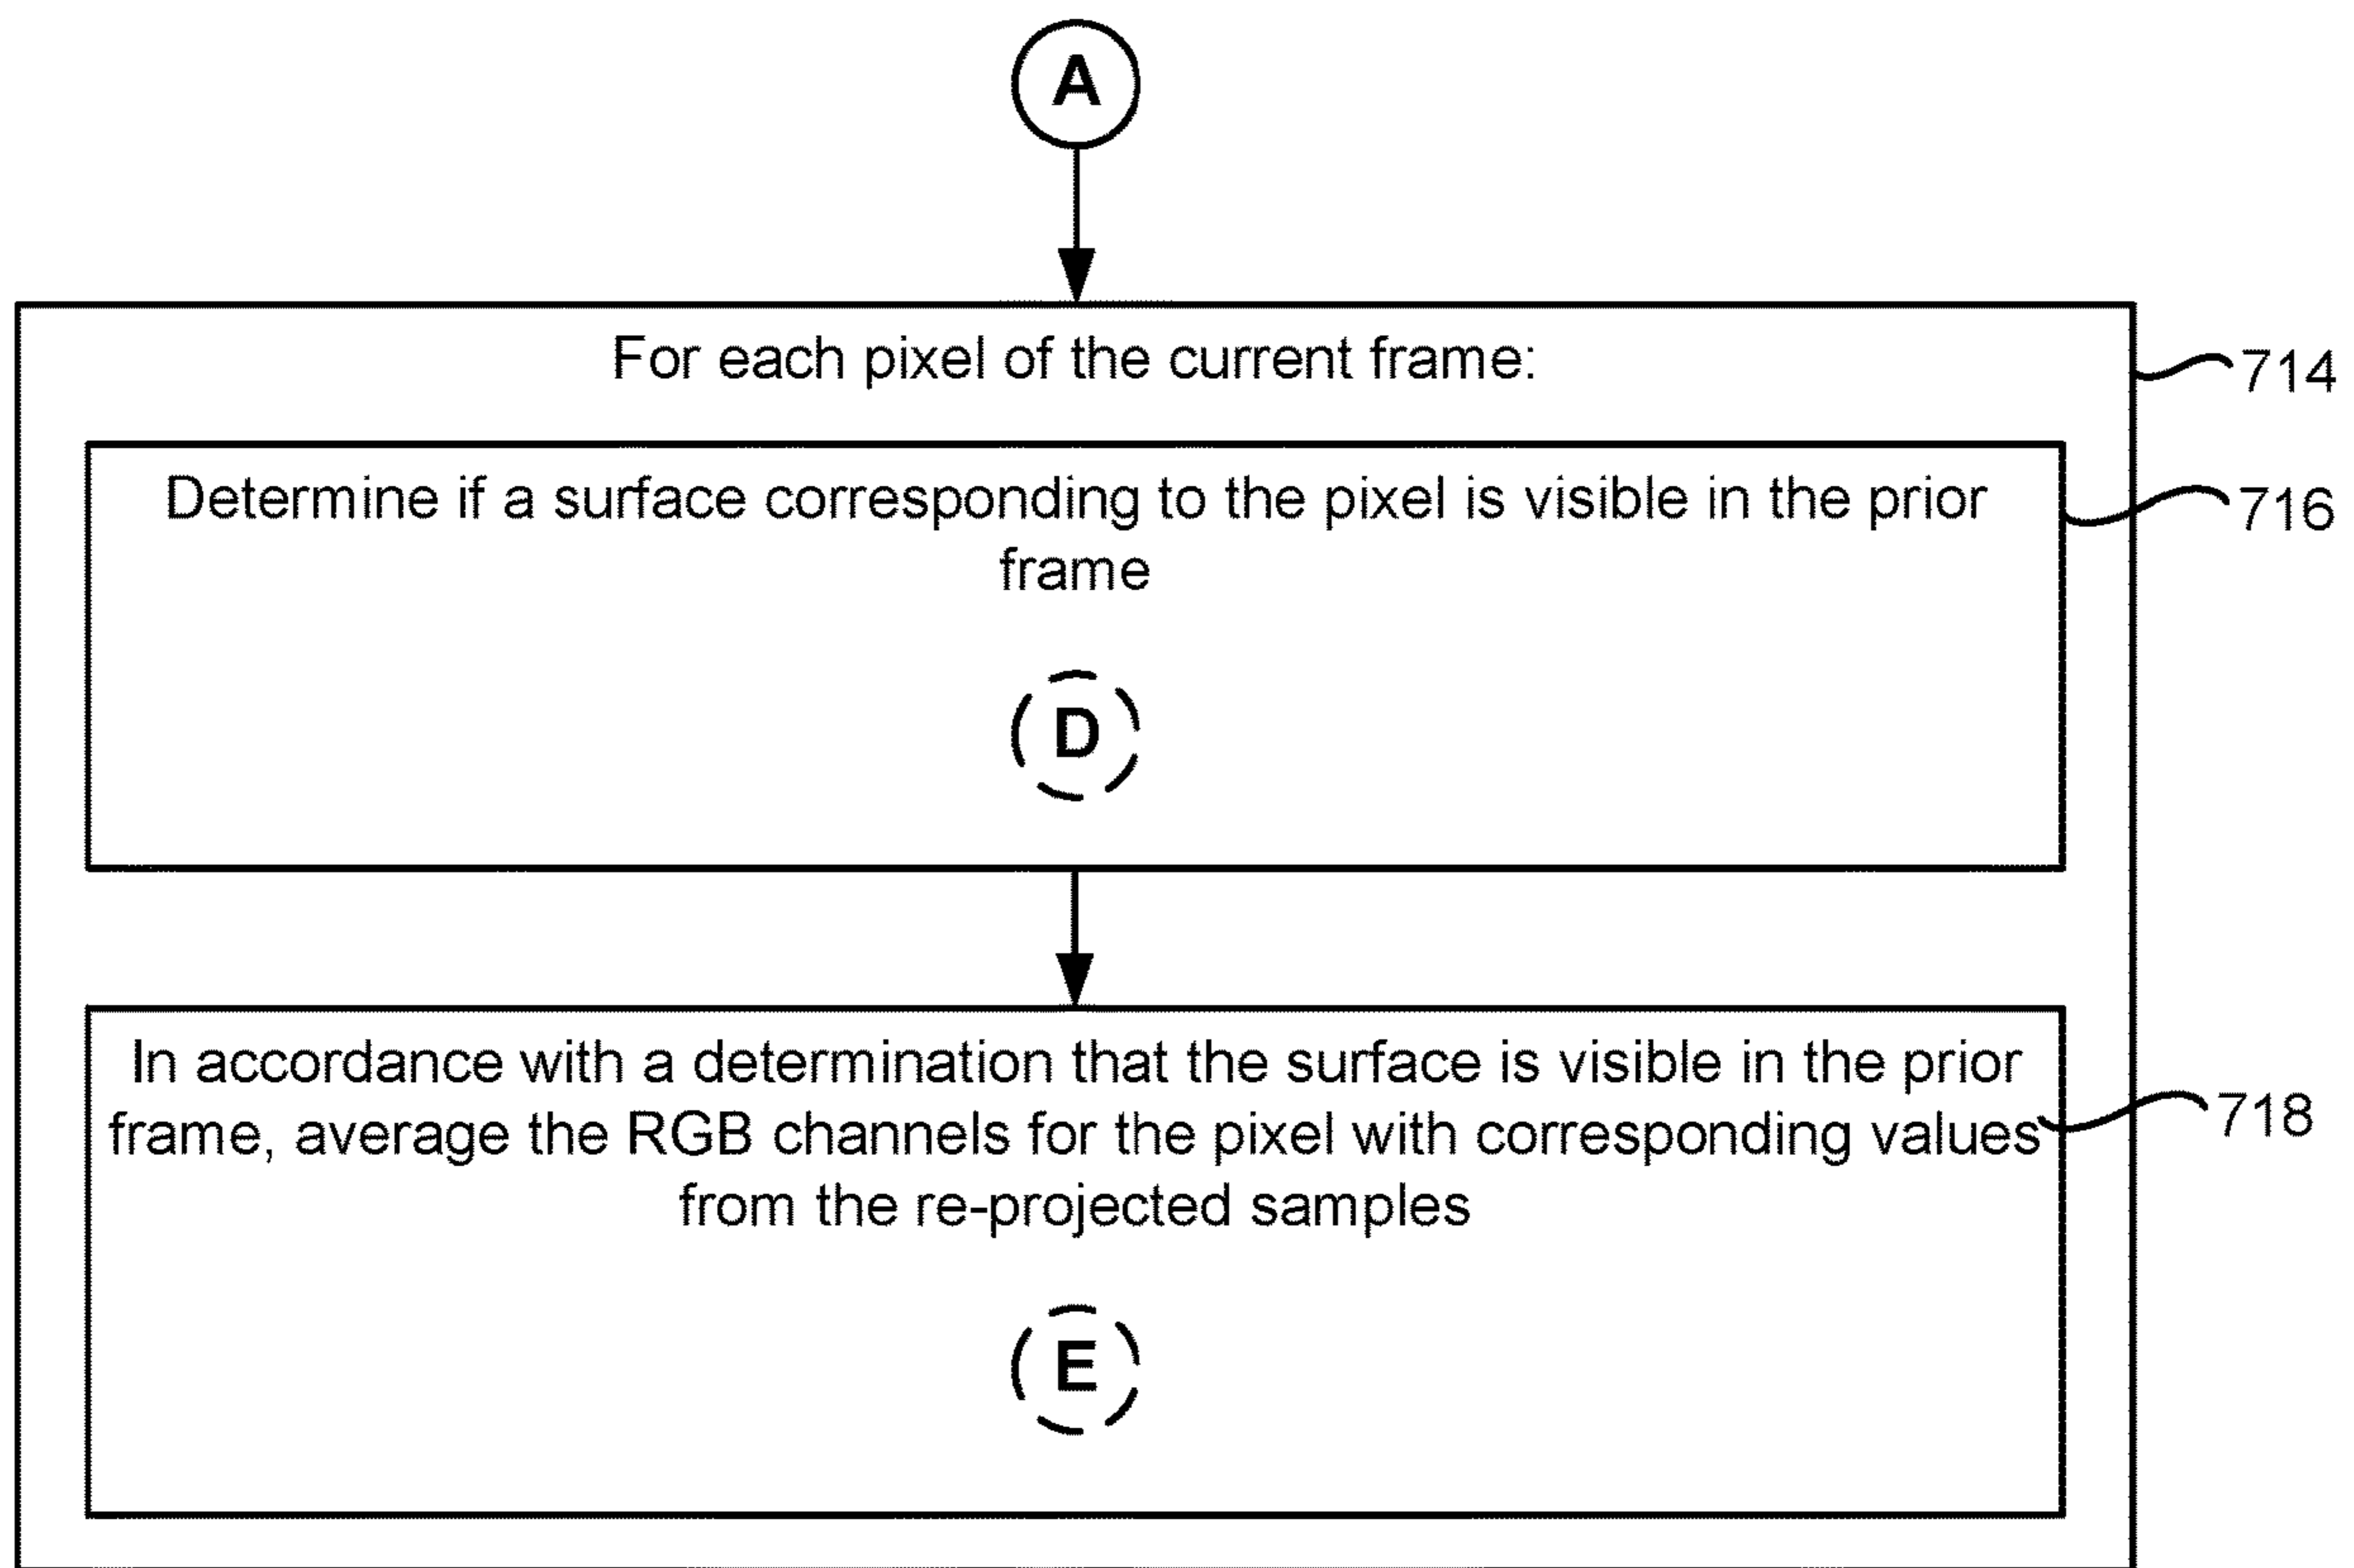 A
For each pixel of the current frame:
714
Determine if a surface corresponding to the pixel is visible in the prior
frame
716
D
In accordance with a determination that the surface is visible in the prior
frame, average the RGB channels for the pixel with corresponding values
from the re-projected samples
718
E